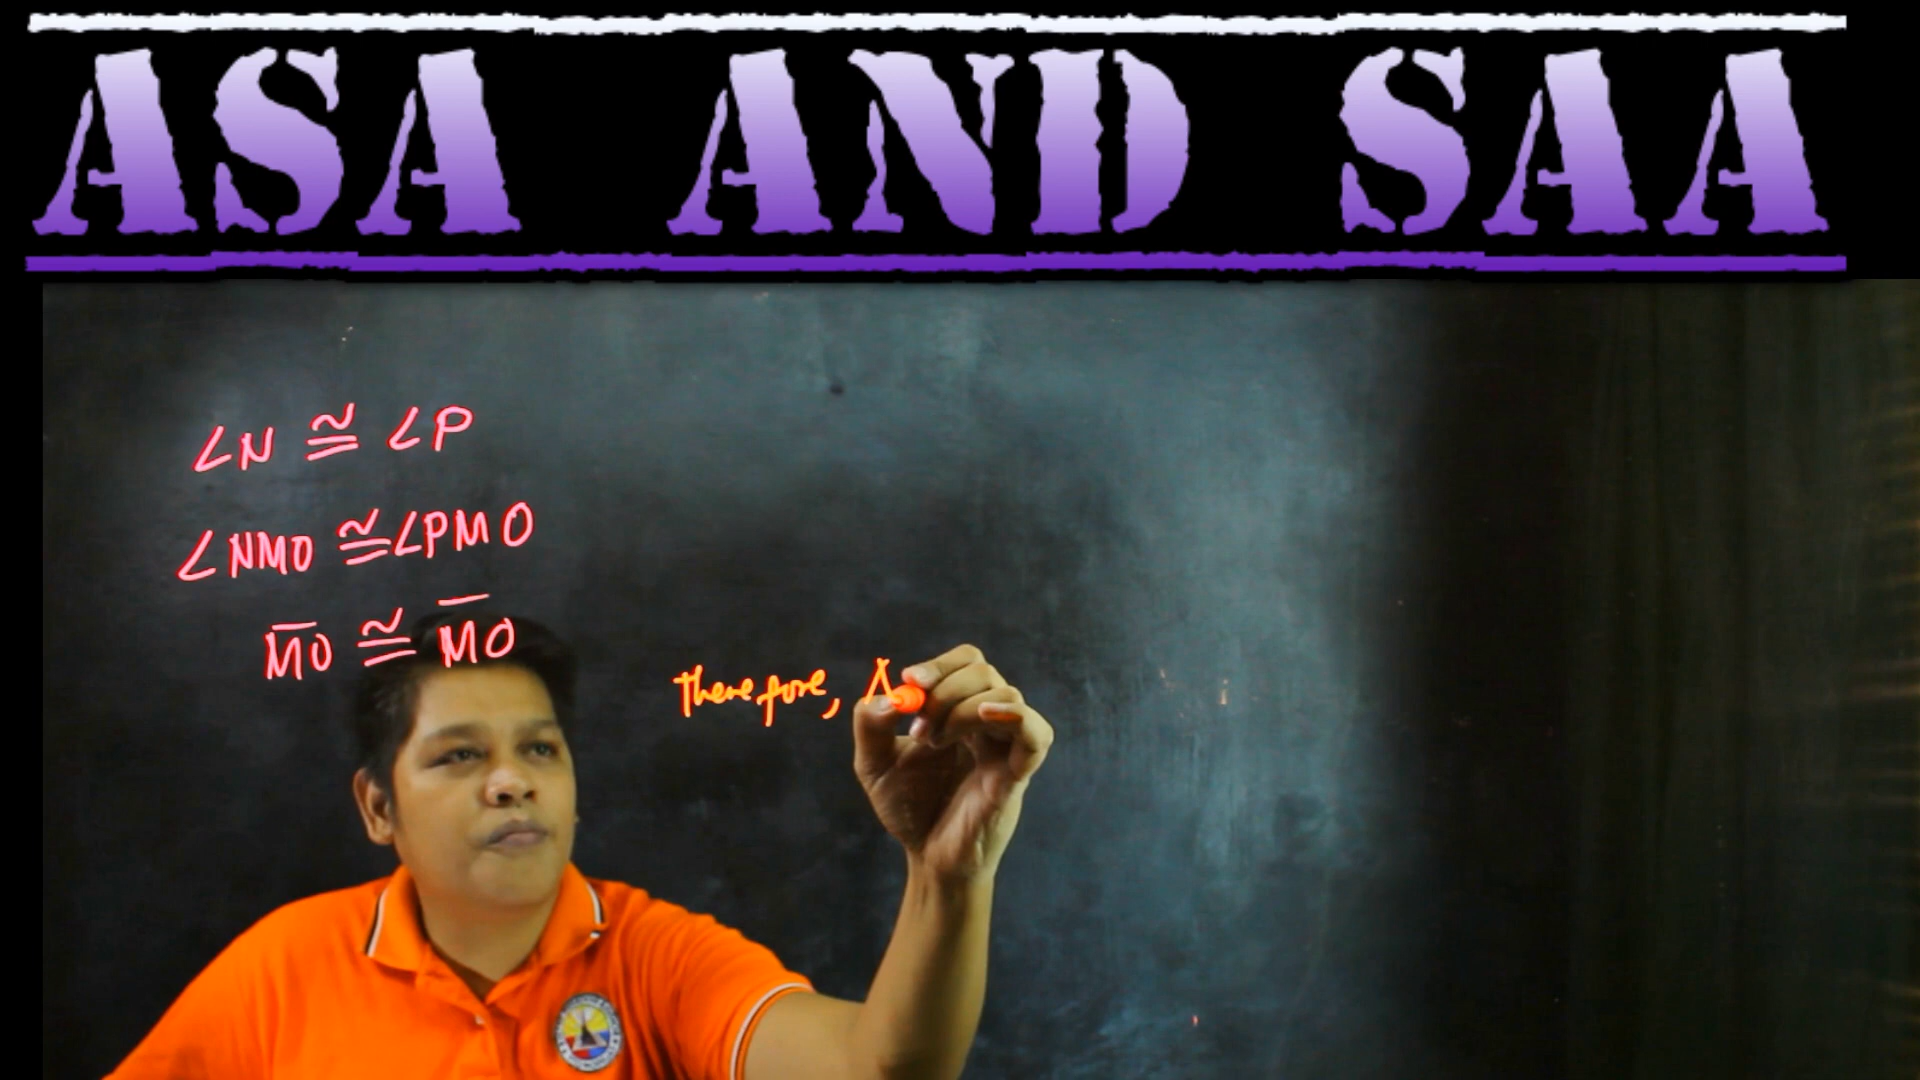 ASA AND SAA
∠N ≅ ∠P
∠NMO ≅ ∠PMO
M̅O̅ ≅ M̅O̅
therefore, Δ